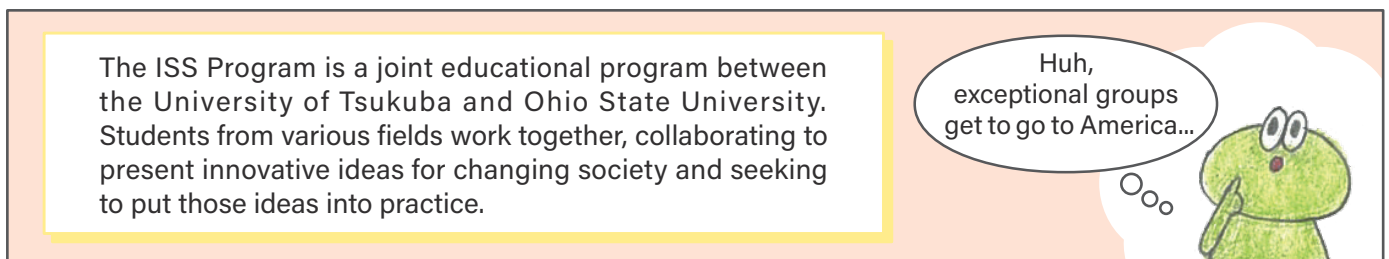 The ISS Program is a joint educational program between
the University of Tsukuba and Ohio State University.
Students from various fields work together, collaborating to
present innovative ideas for changing society and seeking
to put those ideas into practice.
Huh,
exceptional groups
get to go to America...